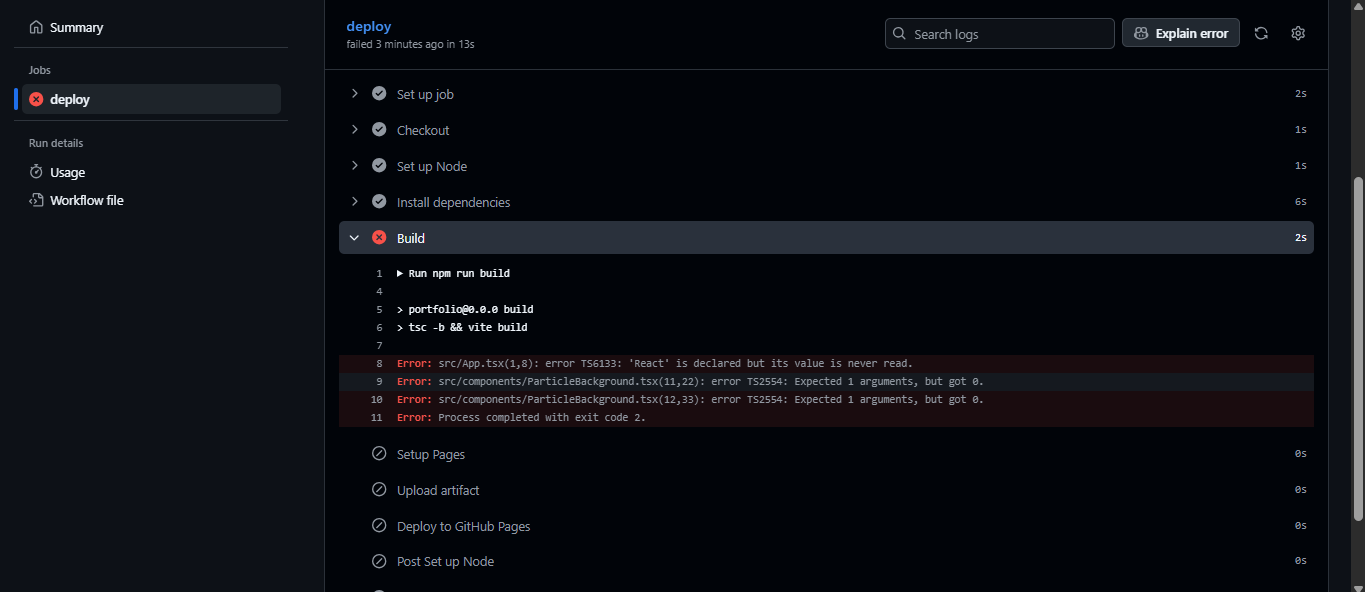 Summary
Jobs
deploy
Run details
Usage
Workflow file
deploy
failed 3 minutes ago in 13s
Search logs
Explain error
Set up job 2s
Checkout 1s
Set up Node 1s
Install dependencies 6s
Build 2s
1 Run npm run build
4
5 > portfolio@0.0.0 build
6 > tsc -b && vite build
7
8 Error: src/App.tsx(1,8): error TS6133: 'React' is declared but its value is never read.
9 Error: src/components/ParticleBackground.tsx(11,22): error TS2554: Expected 1 arguments, but got 0.
10 Error: src/components/ParticleBackground.tsx(12,33): error TS2554: Expected 1 arguments, but got 0.
11 Error: Process completed with exit code 2.
Setup Pages 0s
Upload artifact 0s
Deploy to GitHub Pages 0s
Post Set up Node 0s